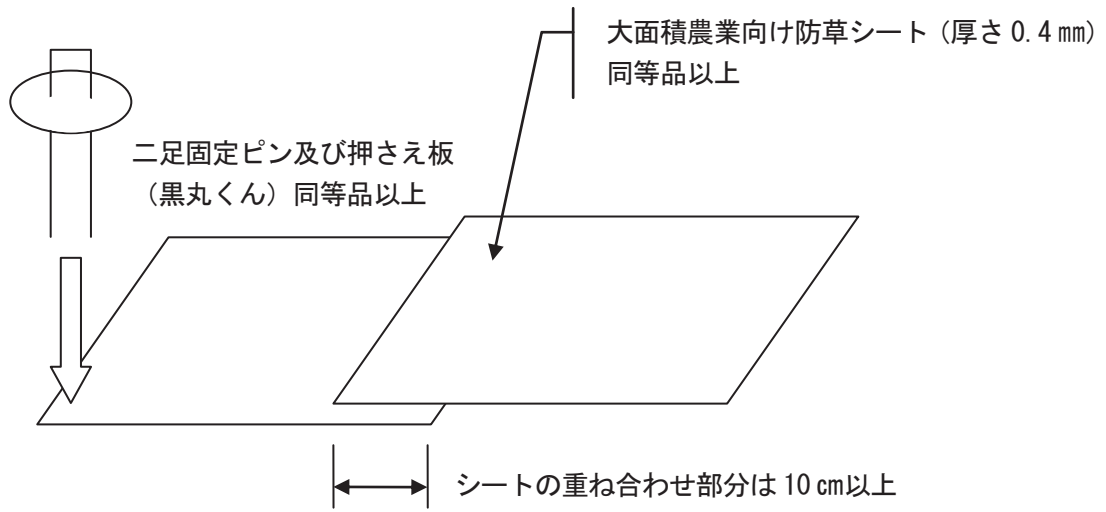 大面積農業向け防草シート（厚さ0.4㎜）
同等品以上
二足固定ピン及び押さえ板
（黒丸くん）同等品以上
シートの重ね合わせ部分は10㎝以上